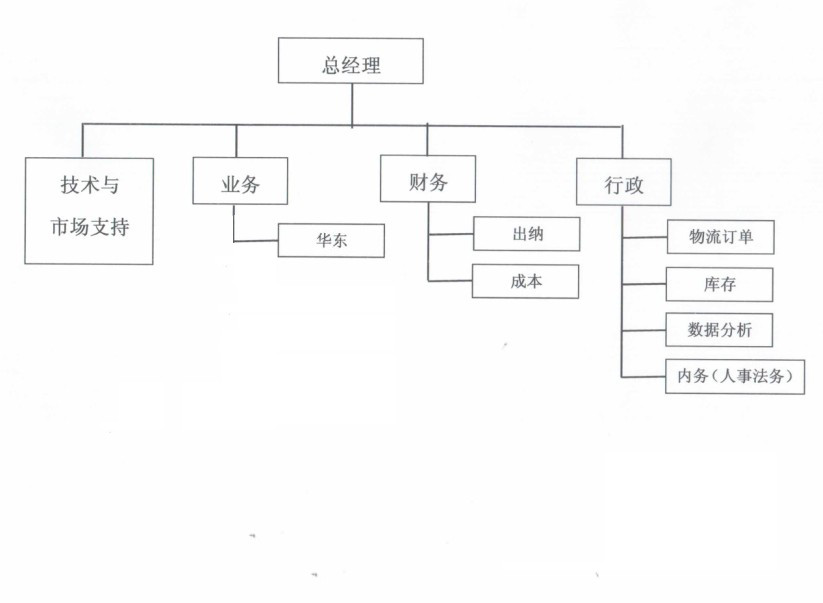 总经理
技术与
市场支持
业务
华东
财务
出纳
成本
行政
物流订单
库存
数据分析
内务（人事法务）